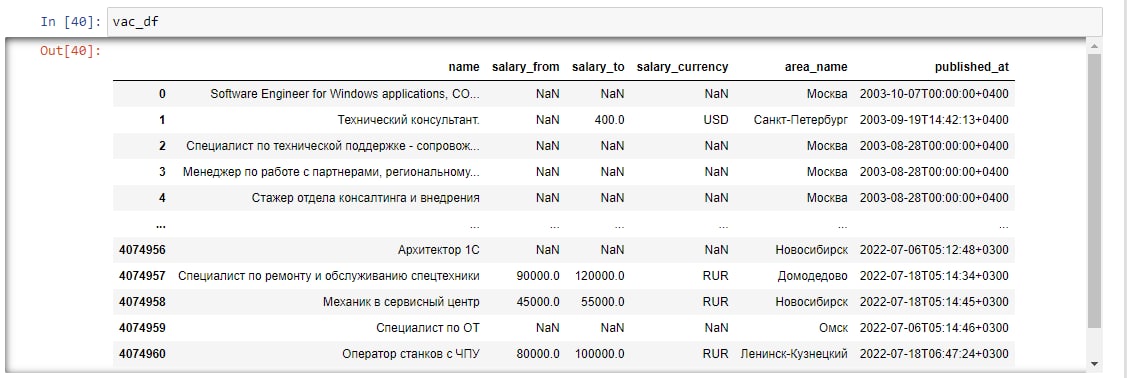 In [40]: vac_df
Out[40]:
name salary_from salary_to salary_currency area_name published_at
0 Software Engineer for Windows applications, CO... NaN NaN NaN Москва 2003-10-07T00:00:00+0400
1 Технический консультант. NaN 400.0 USD Санкт-Петербург 2003-09-19T14:42:13+0400
2 Специалист по технической поддержке - сопровож... NaN NaN NaN Москва 2003-08-28T00:00:00+0400
3 Менеджер по работе с партнерами, региональному... NaN NaN NaN Москва 2003-08-28T00:00:00+0400
4 Стажер отдела консалтинга и внедрения NaN NaN NaN Москва 2003-08-28T00:00:00+0400
... ... ... ... ... ... ...
4074956 Архитектор 1С NaN NaN NaN Новосибирск 2022-07-06T05:12:48+0300
4074957 Специалист по ремонту и обслуживанию спецтехники 90000.0 120000.0 RUR Домодедово 2022-07-18T05:14:34+0300
4074958 Механик в сервисный центр 45000.0 55000.0 RUR Новосибирск 2022-07-18T05:14:45+0300
4074959 Специалист по ОТ NaN NaN NaN Омск 2022-07-06T05:14:46+0300
4074960 Оператор станков с ЧПУ 80000.0 100000.0 RUR Ленинск-Кузнецкий 2022-07-18T06:47:24+0300